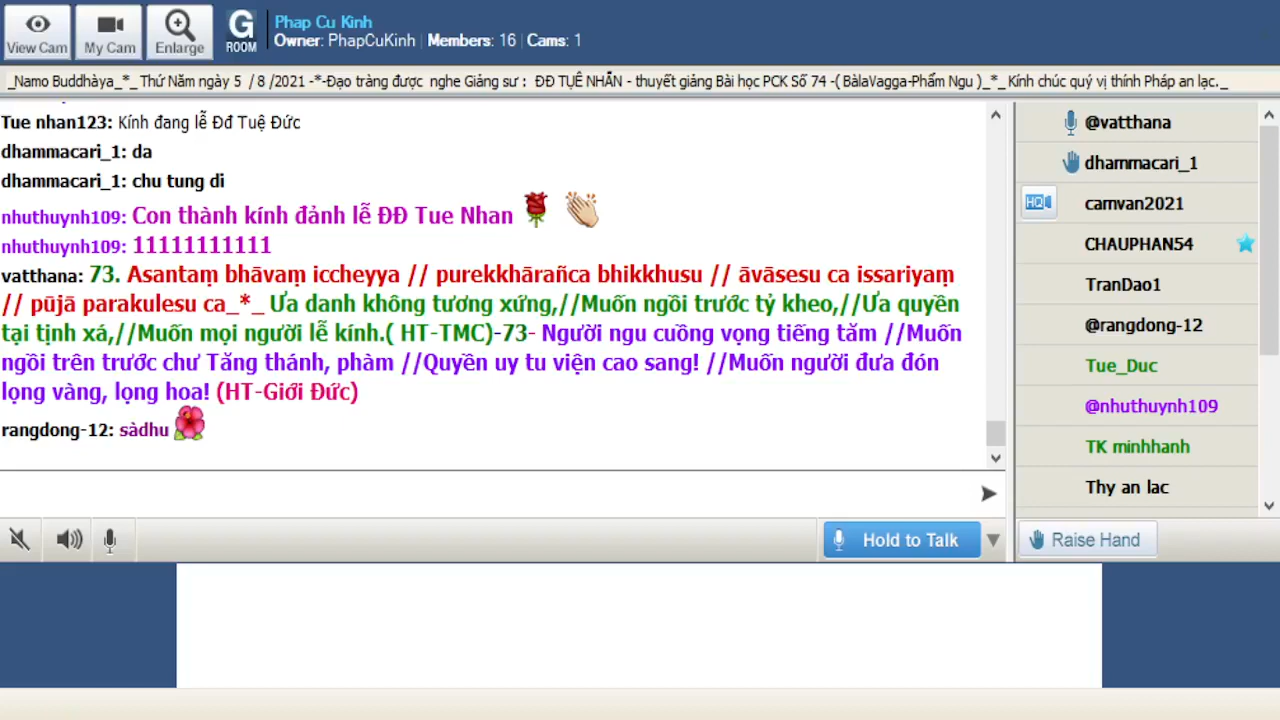 View Cam
My Cam
Enlarge
G ROOM
Phap Cu Kinh
Owner: PhapCuKinh | Members: 16 | Cams: 1
_Namo Buddhàya_*_ Thứ Năm ngày 5 / 8 /2021 -*-Đạo tràng được nghe Giảng sư : ĐĐ TUỆ NHẪN - thuyết giảng Bài học PCK Số 74 -( BàlaVagga-Phẩm Ngu )_*_ Kính chúc quý vị thính Pháp an lạc._
Tue nhan123: Kính đang lễ Đđ Tuệ Đức
dhammacari_1: da
dhammacari_1: chu tung di
nhuthuynh109: Con thành kính đảnh lễ ĐĐ Tue Nhan
nhuthuynh109: 11111111111
vatthana: 73. Asantaṃ bhāvaṃ iccheyya // purekkhārañca bhikkhusu // āvāsesu ca issariyaṃ
// pūjā parakulesu ca_*_ Ưa danh không tương xứng,//Muốn ngồi trước tỷ kheo,//Ưa quyền
tại tịnh xá,//Muốn mọi người lễ kính.( HT-TMC)-73- Người ngu cuồng vọng tiếng tăm //Muốn
ngồi trên trước chư Tăng thánh, phàm //Quyền uy tu viện cao sang! //Muốn người đưa đón
lọng vàng, lọng hoa! (HT-Giới Đức)
rangdong-12: sàdhu
@vatthana
dhammacari_1
HQ camvan2021
CHAUPHAN54
TranDao1
@rangdong-12
Tue_Duc
@nhuthuynh109
TK minhhanh
Thy an lac
Hold to Talk
Raise Hand